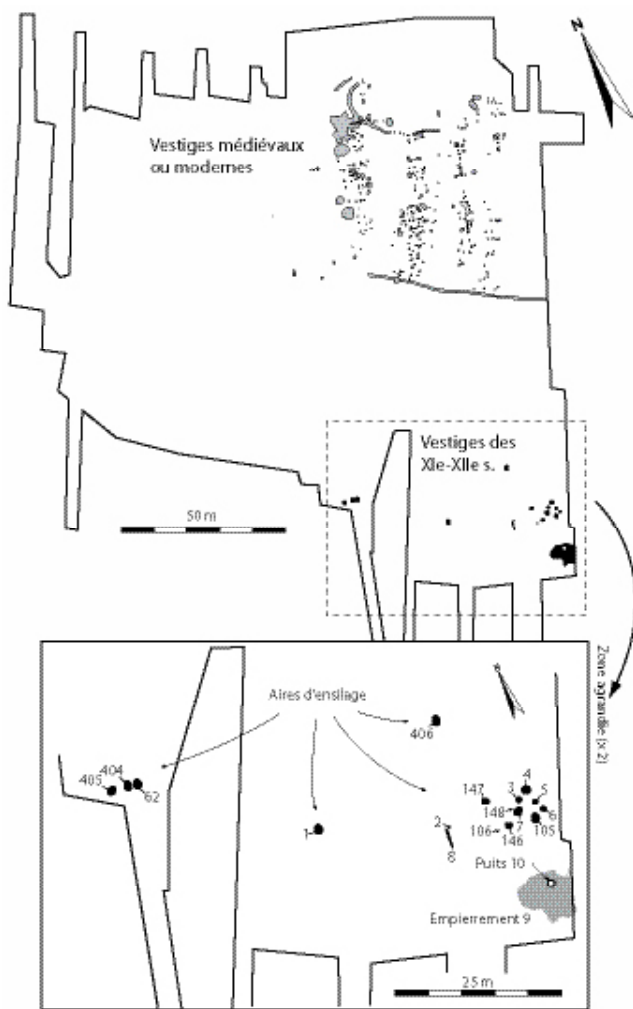 N
Vestiges médiévaux
ou modernes
Vestiges des
XIe-XIIe s.
50 m
Zone agrandie (x 2)
Aires d'ensilage
406
404
405
62
147
3
4
5
148
6
1
2
7
105
106
146
8
Puits 10
Empierrement 9
25 m